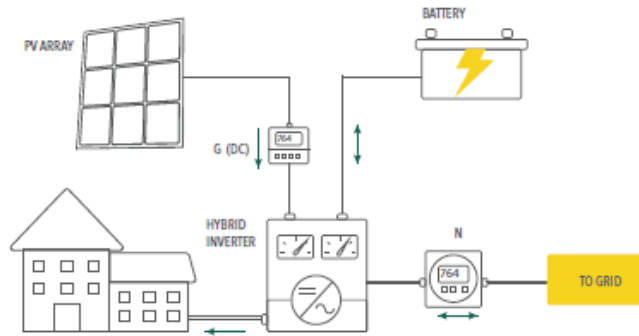 BATTERY
PV ARRAY
764
G (DC)
HYBRID
INVERTER
N
764
TO GRID